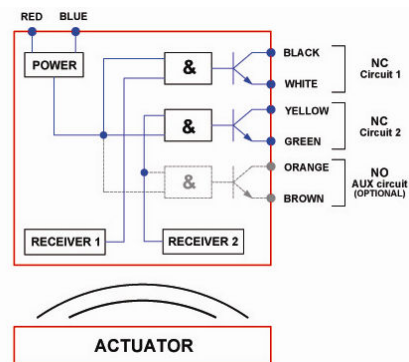 RED BLUE
POWER
&
BLACK
WHITE
NC
Circuit 1
&
YELLOW
GREEN
NC
Circuit 2
&
ORANGE
BROWN
NO
AUX circuit
(OPTIONAL)
RECEIVER 1
RECEIVER 2
ACTUATOR